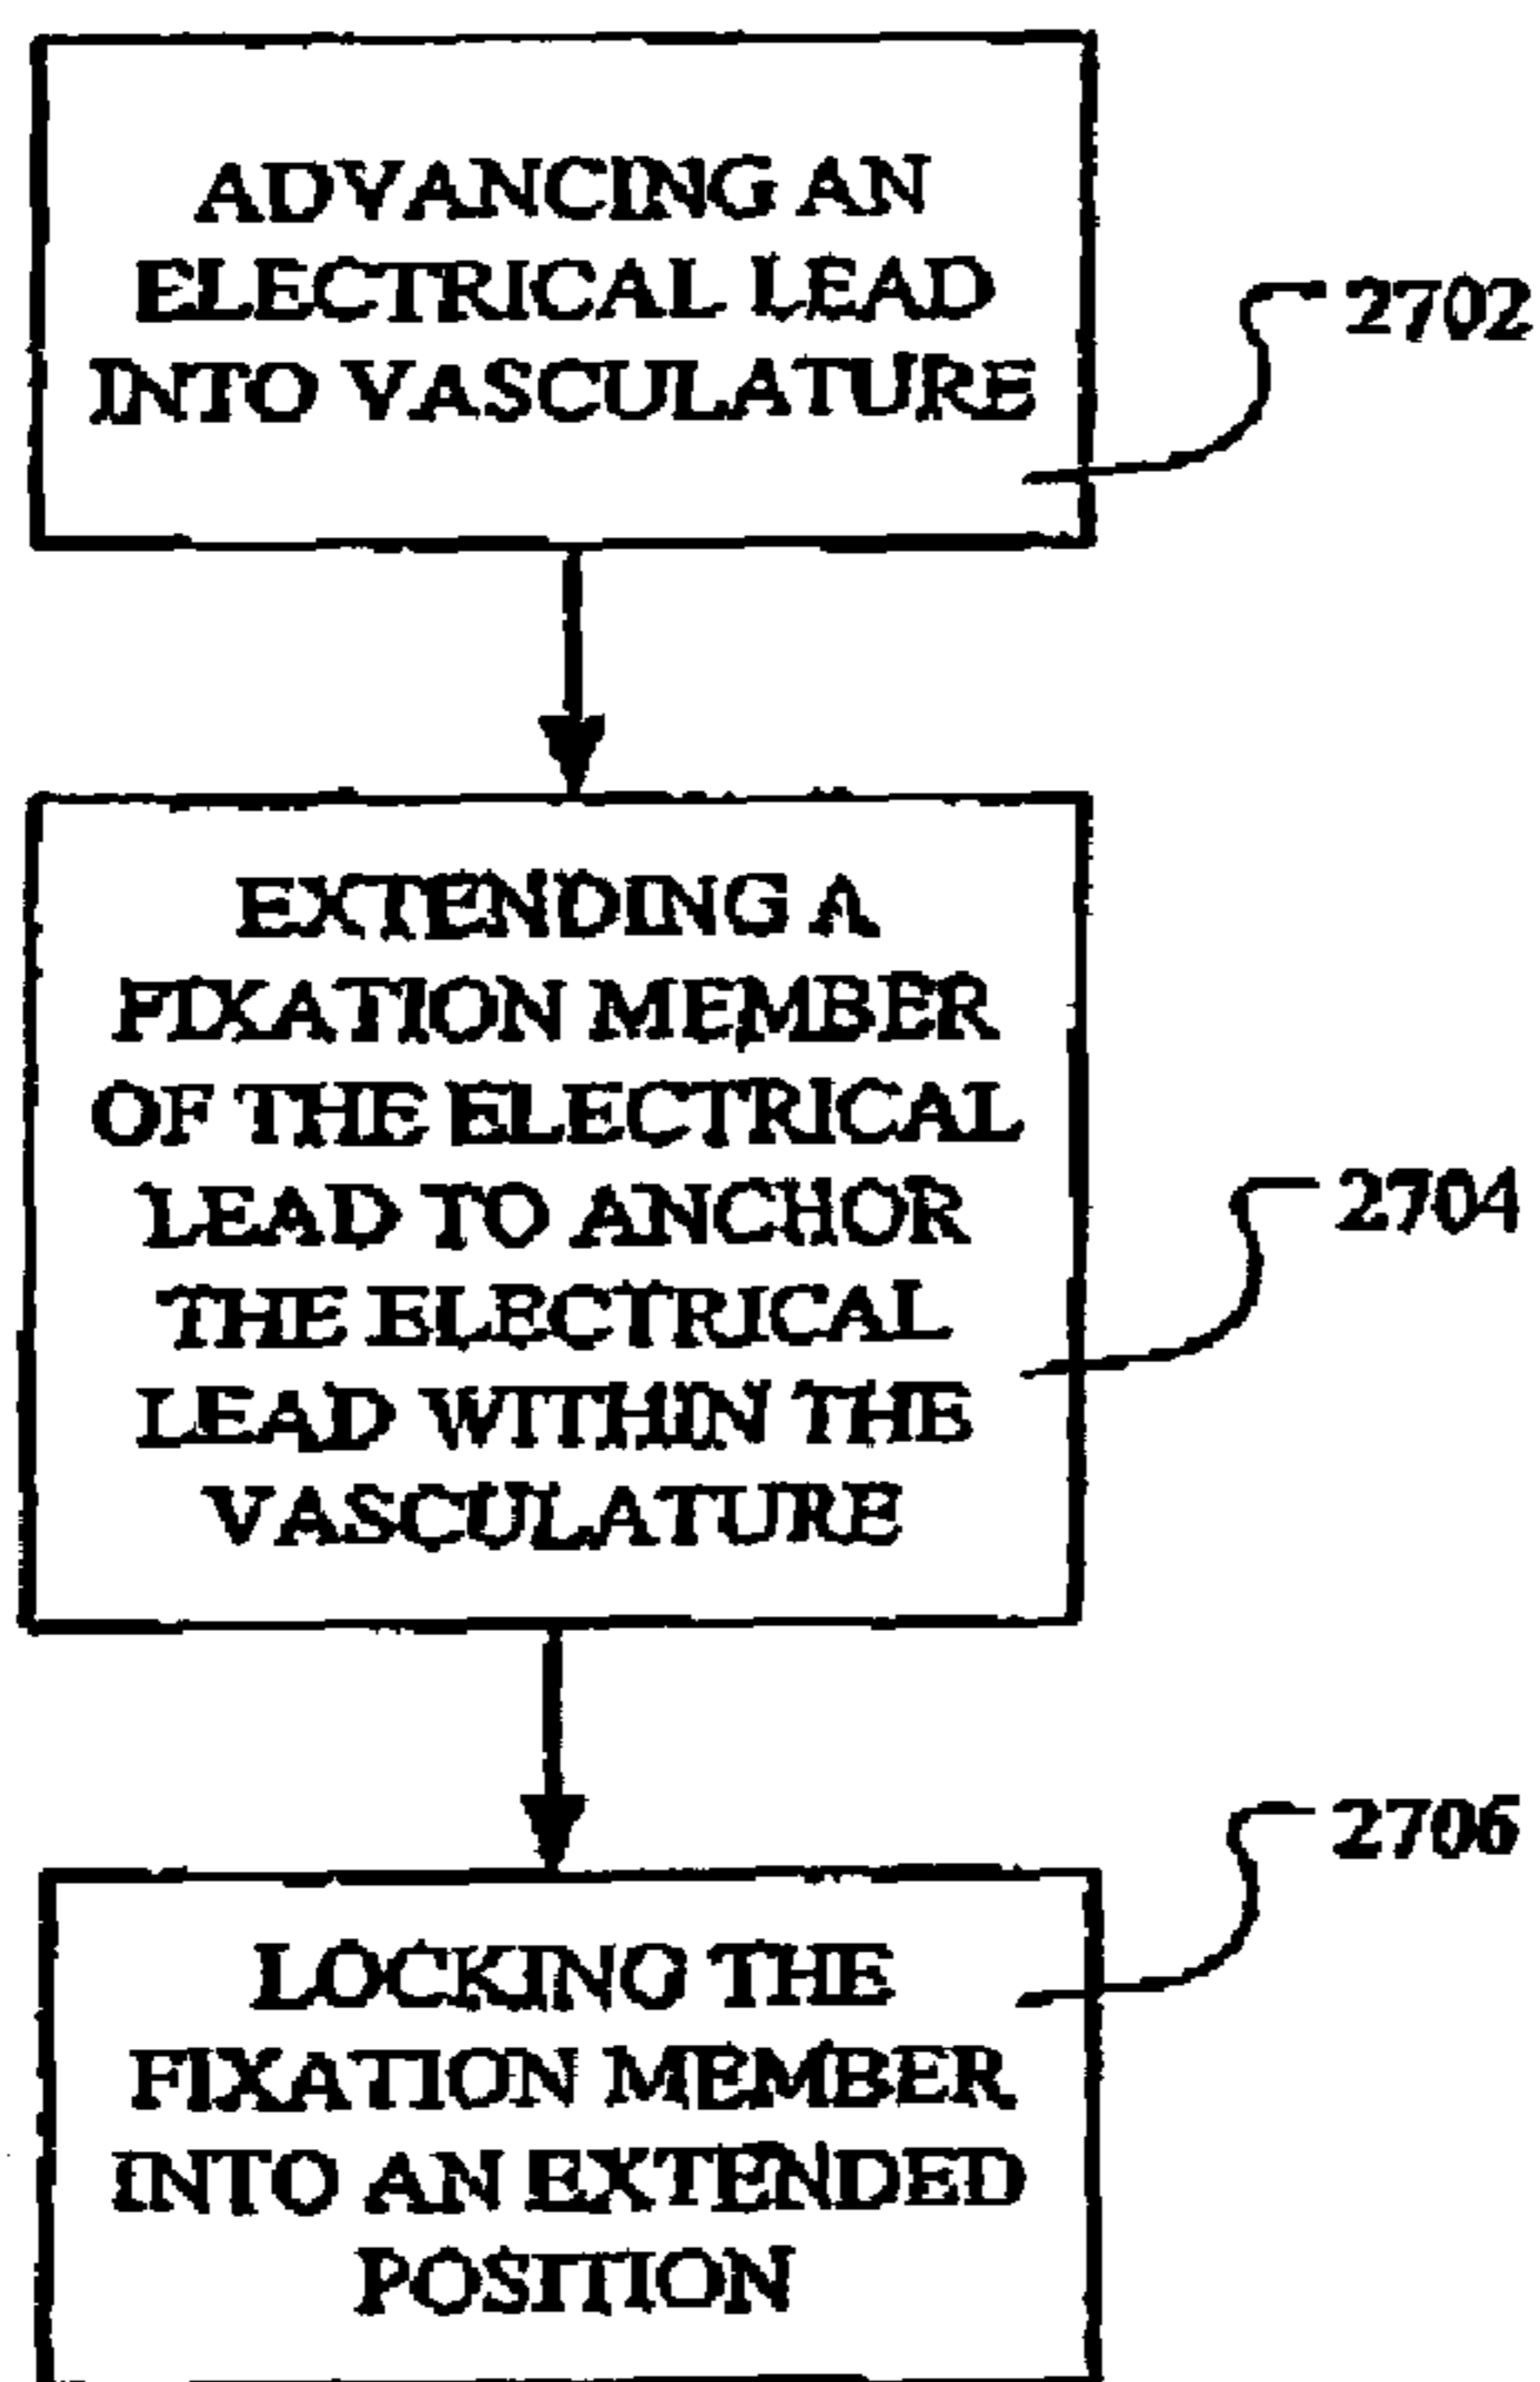 ADVANCING AN
ELECTRICAL LEAD
INTO VASCULATURE
2702
EXTENDING A
FIXATION MEMBER
OF THE ELECTRICAL
LEAD TO ANCHOR
THE ELECTRICAL
LEAD WITHIN THE
VASCULATURE
2704
LOCKING THE
FIXATION MEMBER
INTO AN EXTENDED
POSITION
2706